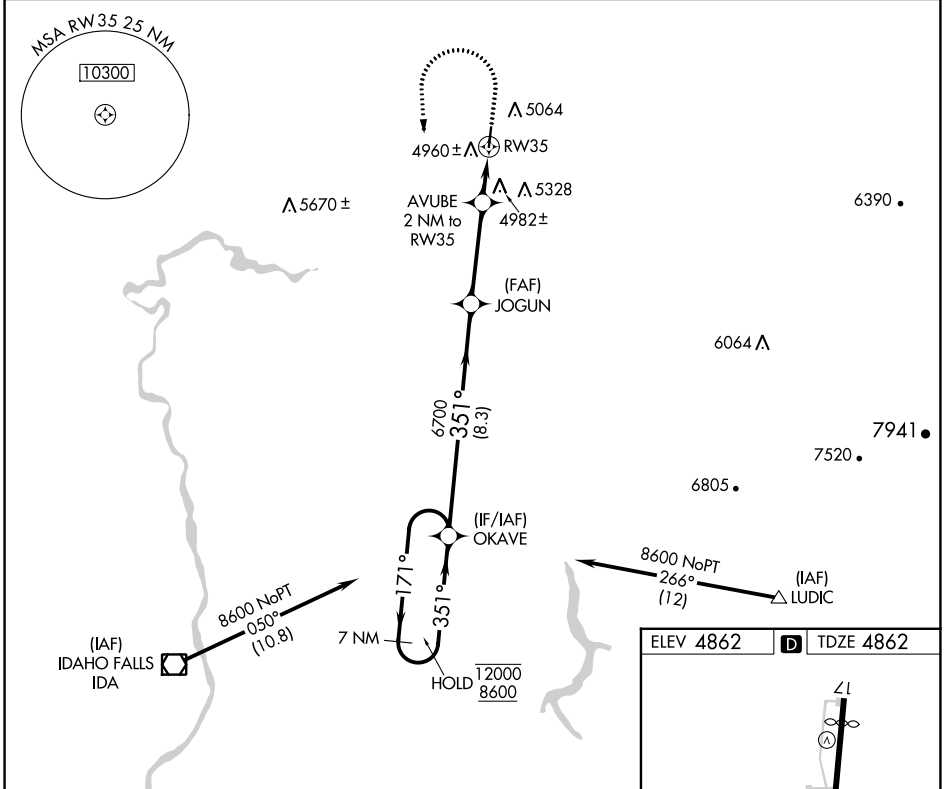 MSA RW35 25 NM
10300
5064
4960 ±
RW35
5670 ±
AVUBE
2 NM to
RW35
5328
4982±
6390
(FAF)
JOGUN
6064
6700
351°
(8.3)
7941
7520
6805
(IF/IAF)
OKAVE
8600 NoPT
266°
(12)
(IAF)
LUDIC
8600 NoPT
050°
(10.8)
171°
351°
7 NM
HOLD
12000
8600
(IAF)
IDAHO FALLS
IDA
ELEV 4862
D
TDZE 4862
17